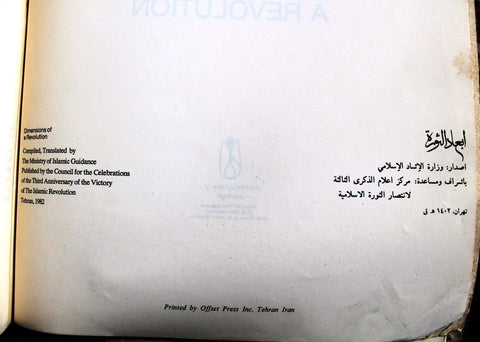 A REVOLUTION
Dimensions of
a Revolution
Compiled, Translated by
The Ministry of Islamic Guidance
Published by the Council for the Celebrations
of the Third Anniversary of the Victory
of The Islamic Revolution
Tehran, 1982
ابعاد الثورة
اصدار: وزارة الإرشاد الإسلامي
باشراف ومساعدة: مركز اعلام الذكرى الثالثة
لانتصار الثورة الاسلامية
تهران، ١٤٠٢ هـ ق
Printed by Offset Press Inc. Tehran Iran